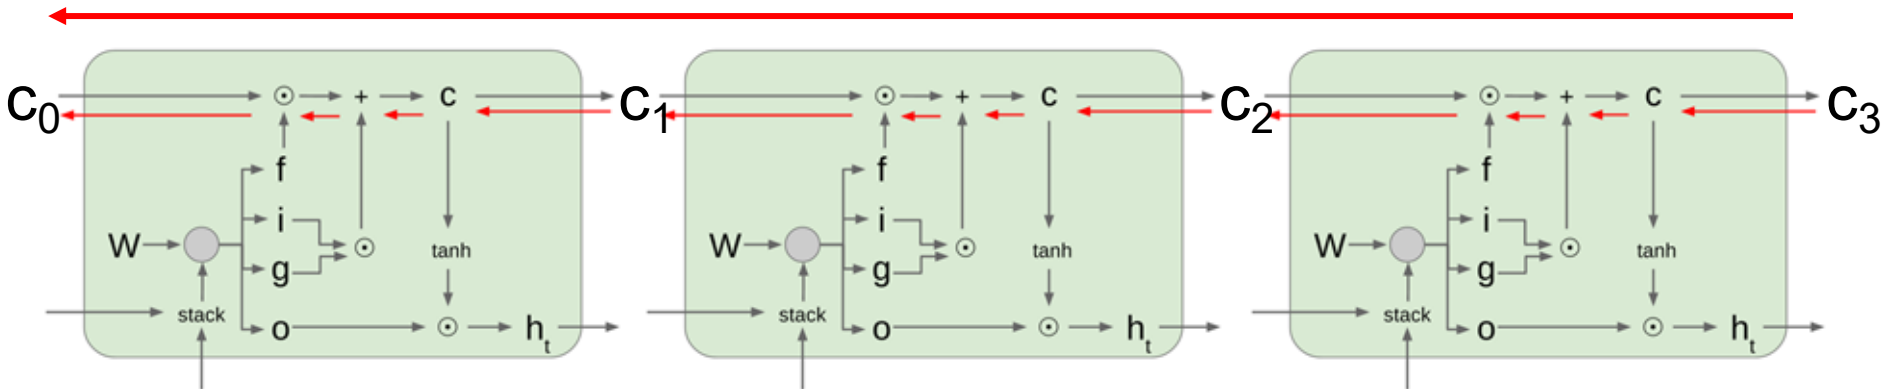 c0 ⊙ + c c1 ⊙ + c c2 ⊙ + c c3
f f f
i i i
W ⊙ tanh W ⊙ tanh W ⊙ tanh
g g g
stack stack stack
o ⊙ ht o ⊙ ht o ⊙ ht